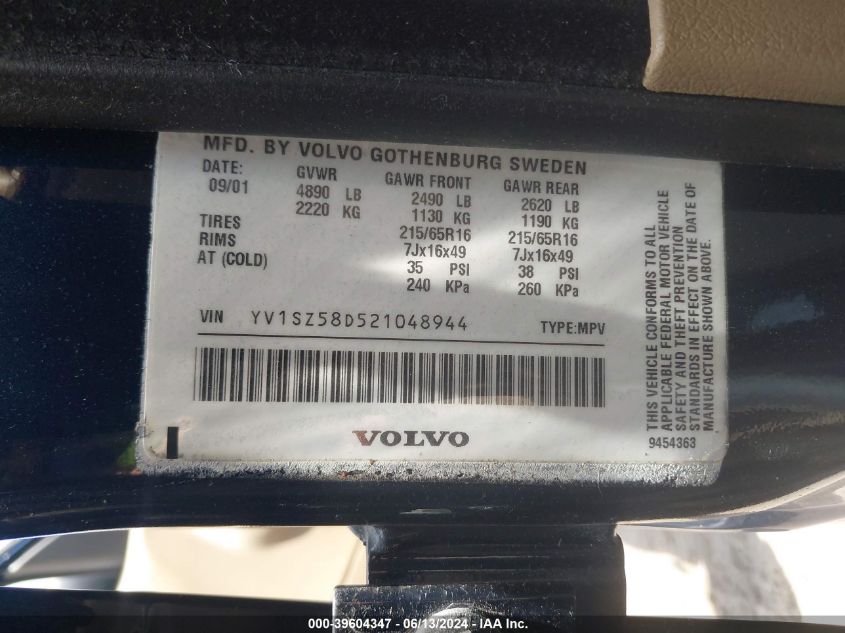 MFD. BY VOLVO GOTHENBURG SWEDEN
DATE: GVWR GAWR FRONT GAWR REAR
09/01 4890 LB 2490 LB 2620 LB
2220 KG 1130 KG 1190 KG
TIRES 215/65R16 215/65R16
RIMS 7Jx16x49 7Jx16x49
AT (COLD) 35 PSI 38 PSI
240 KPa 260 KPa
VIN YV1SZ58D521048944 TYPE:MPV
VOLVO
THIS VEHICLE CONFORMS TO ALL
APPLICABLE FEDERAL MOTOR VEHICLE
SAFETY AND THEFT PREVENTION
STANDARDS IN EFFECT ON THE DATE OF
MANUFACTURE SHOWN ABOVE.
9454363
000-39604347 - 06/13/2024 - IAA Inc.